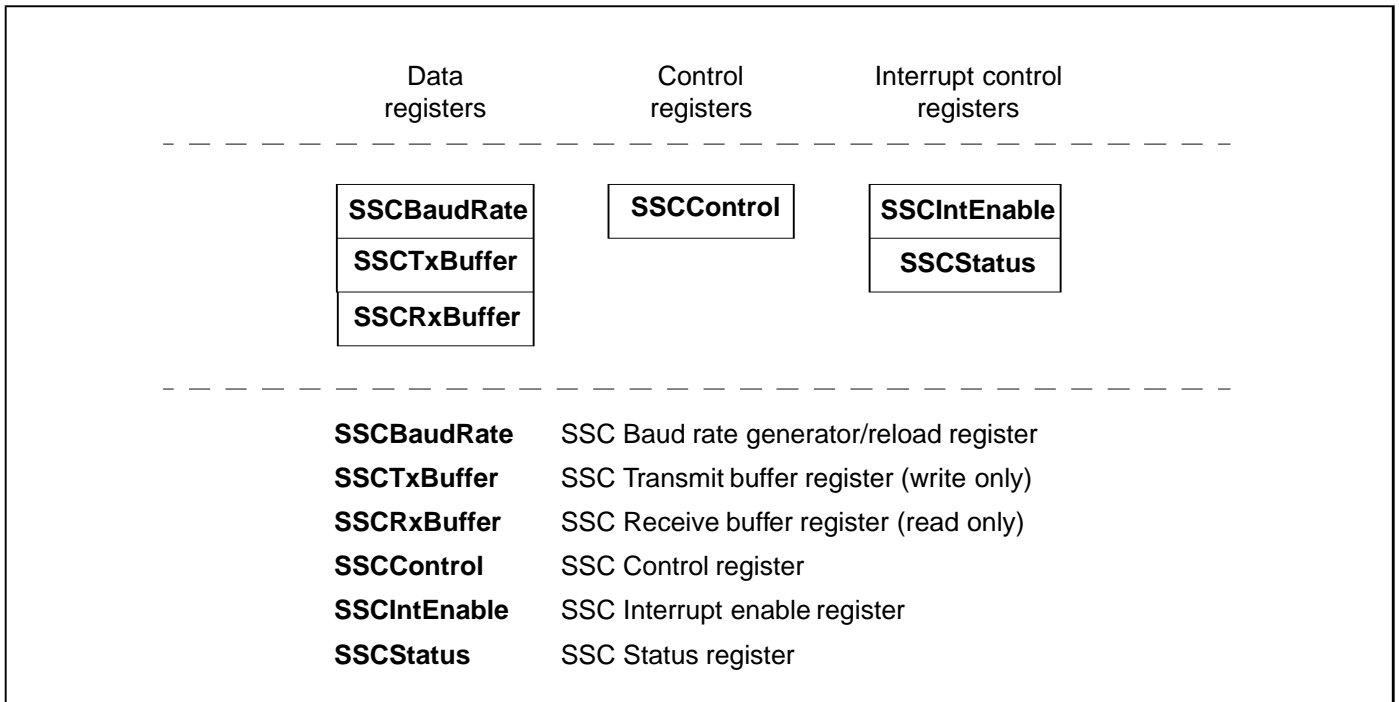 Data registers
Control registers
Interrupt control registers
SSCBaudRate
SSCControl
SSCIntEnable
SSCTxBuffer
SSCStatus
SSCRxBuffer
SSCBaudRate SSC Baud rate generator/reload register
SSCTxBuffer SSC Transmit buffer register (write only)
SSCRxBuffer SSC Receive buffer register (read only)
SSCControl SSC Control register
SSCIntEnable SSC Interrupt enable register
SSCStatus SSC Status register